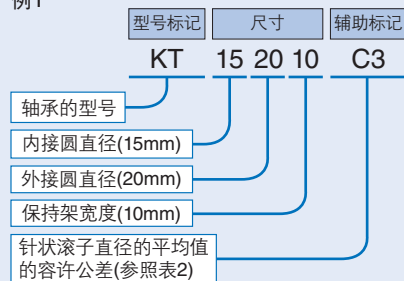 例1
型号标记 尺寸 辅助标记
KT 15 20 10 C3
轴承的型号
内接圆直径(15mm)
外接圆直径(20mm)
保持架宽度(10mm)
针状滚子直径的平均值
的容许公差(参照表2)